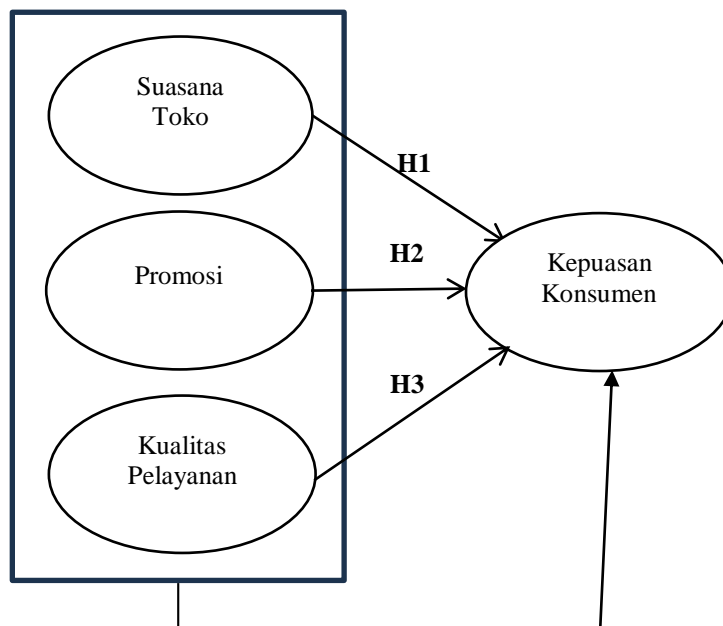 Suasana
Toko
H1
Promosi
H2
Kepuasan
Konsumen
H3
Kualitas
Pelayanan